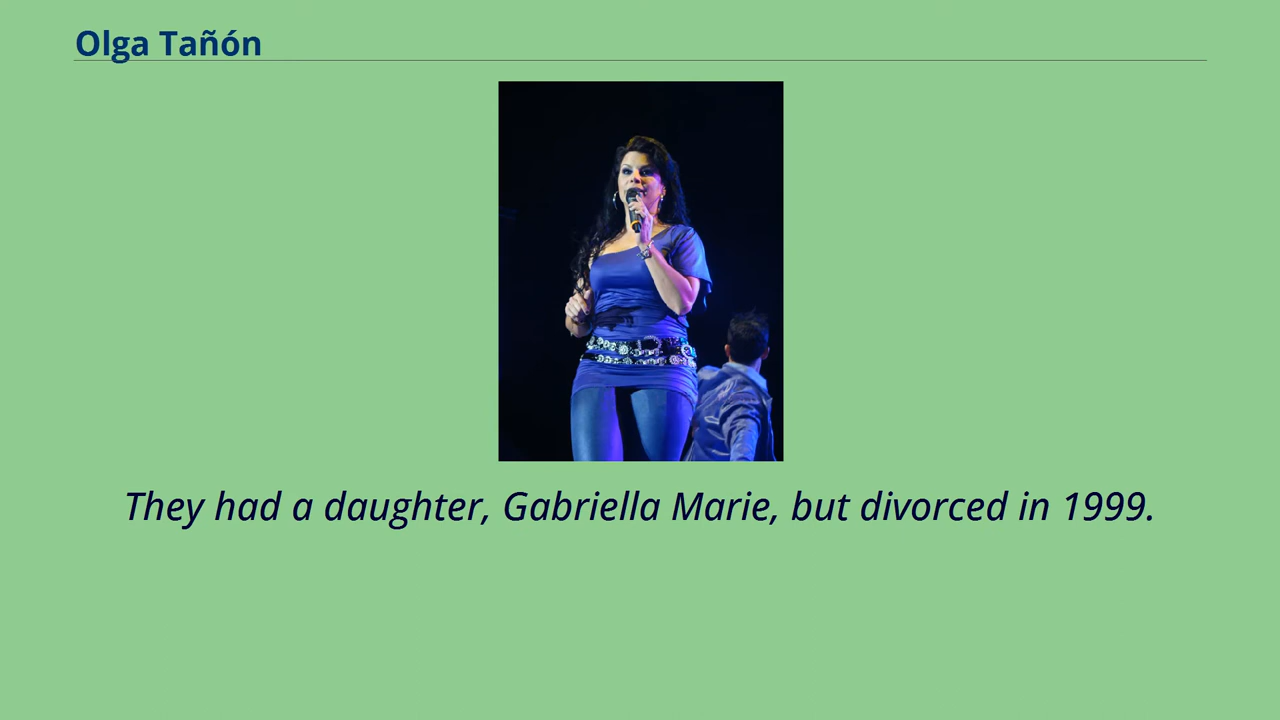 Olga Tañón
They had a daughter, Gabriella Marie, but divorced in 1999.